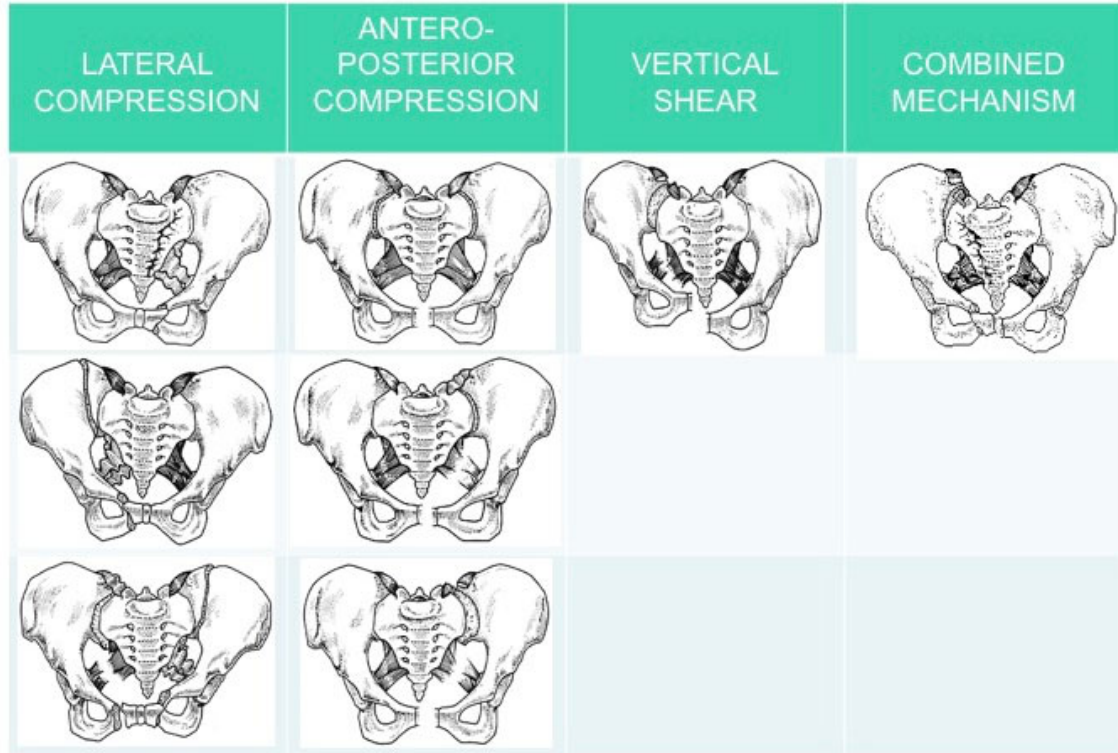 LATERAL
COMPRESSION
ANTERO-
POSTERIOR
COMPRESSION
VERTICAL
SHEAR
COMBINED
MECHANISM